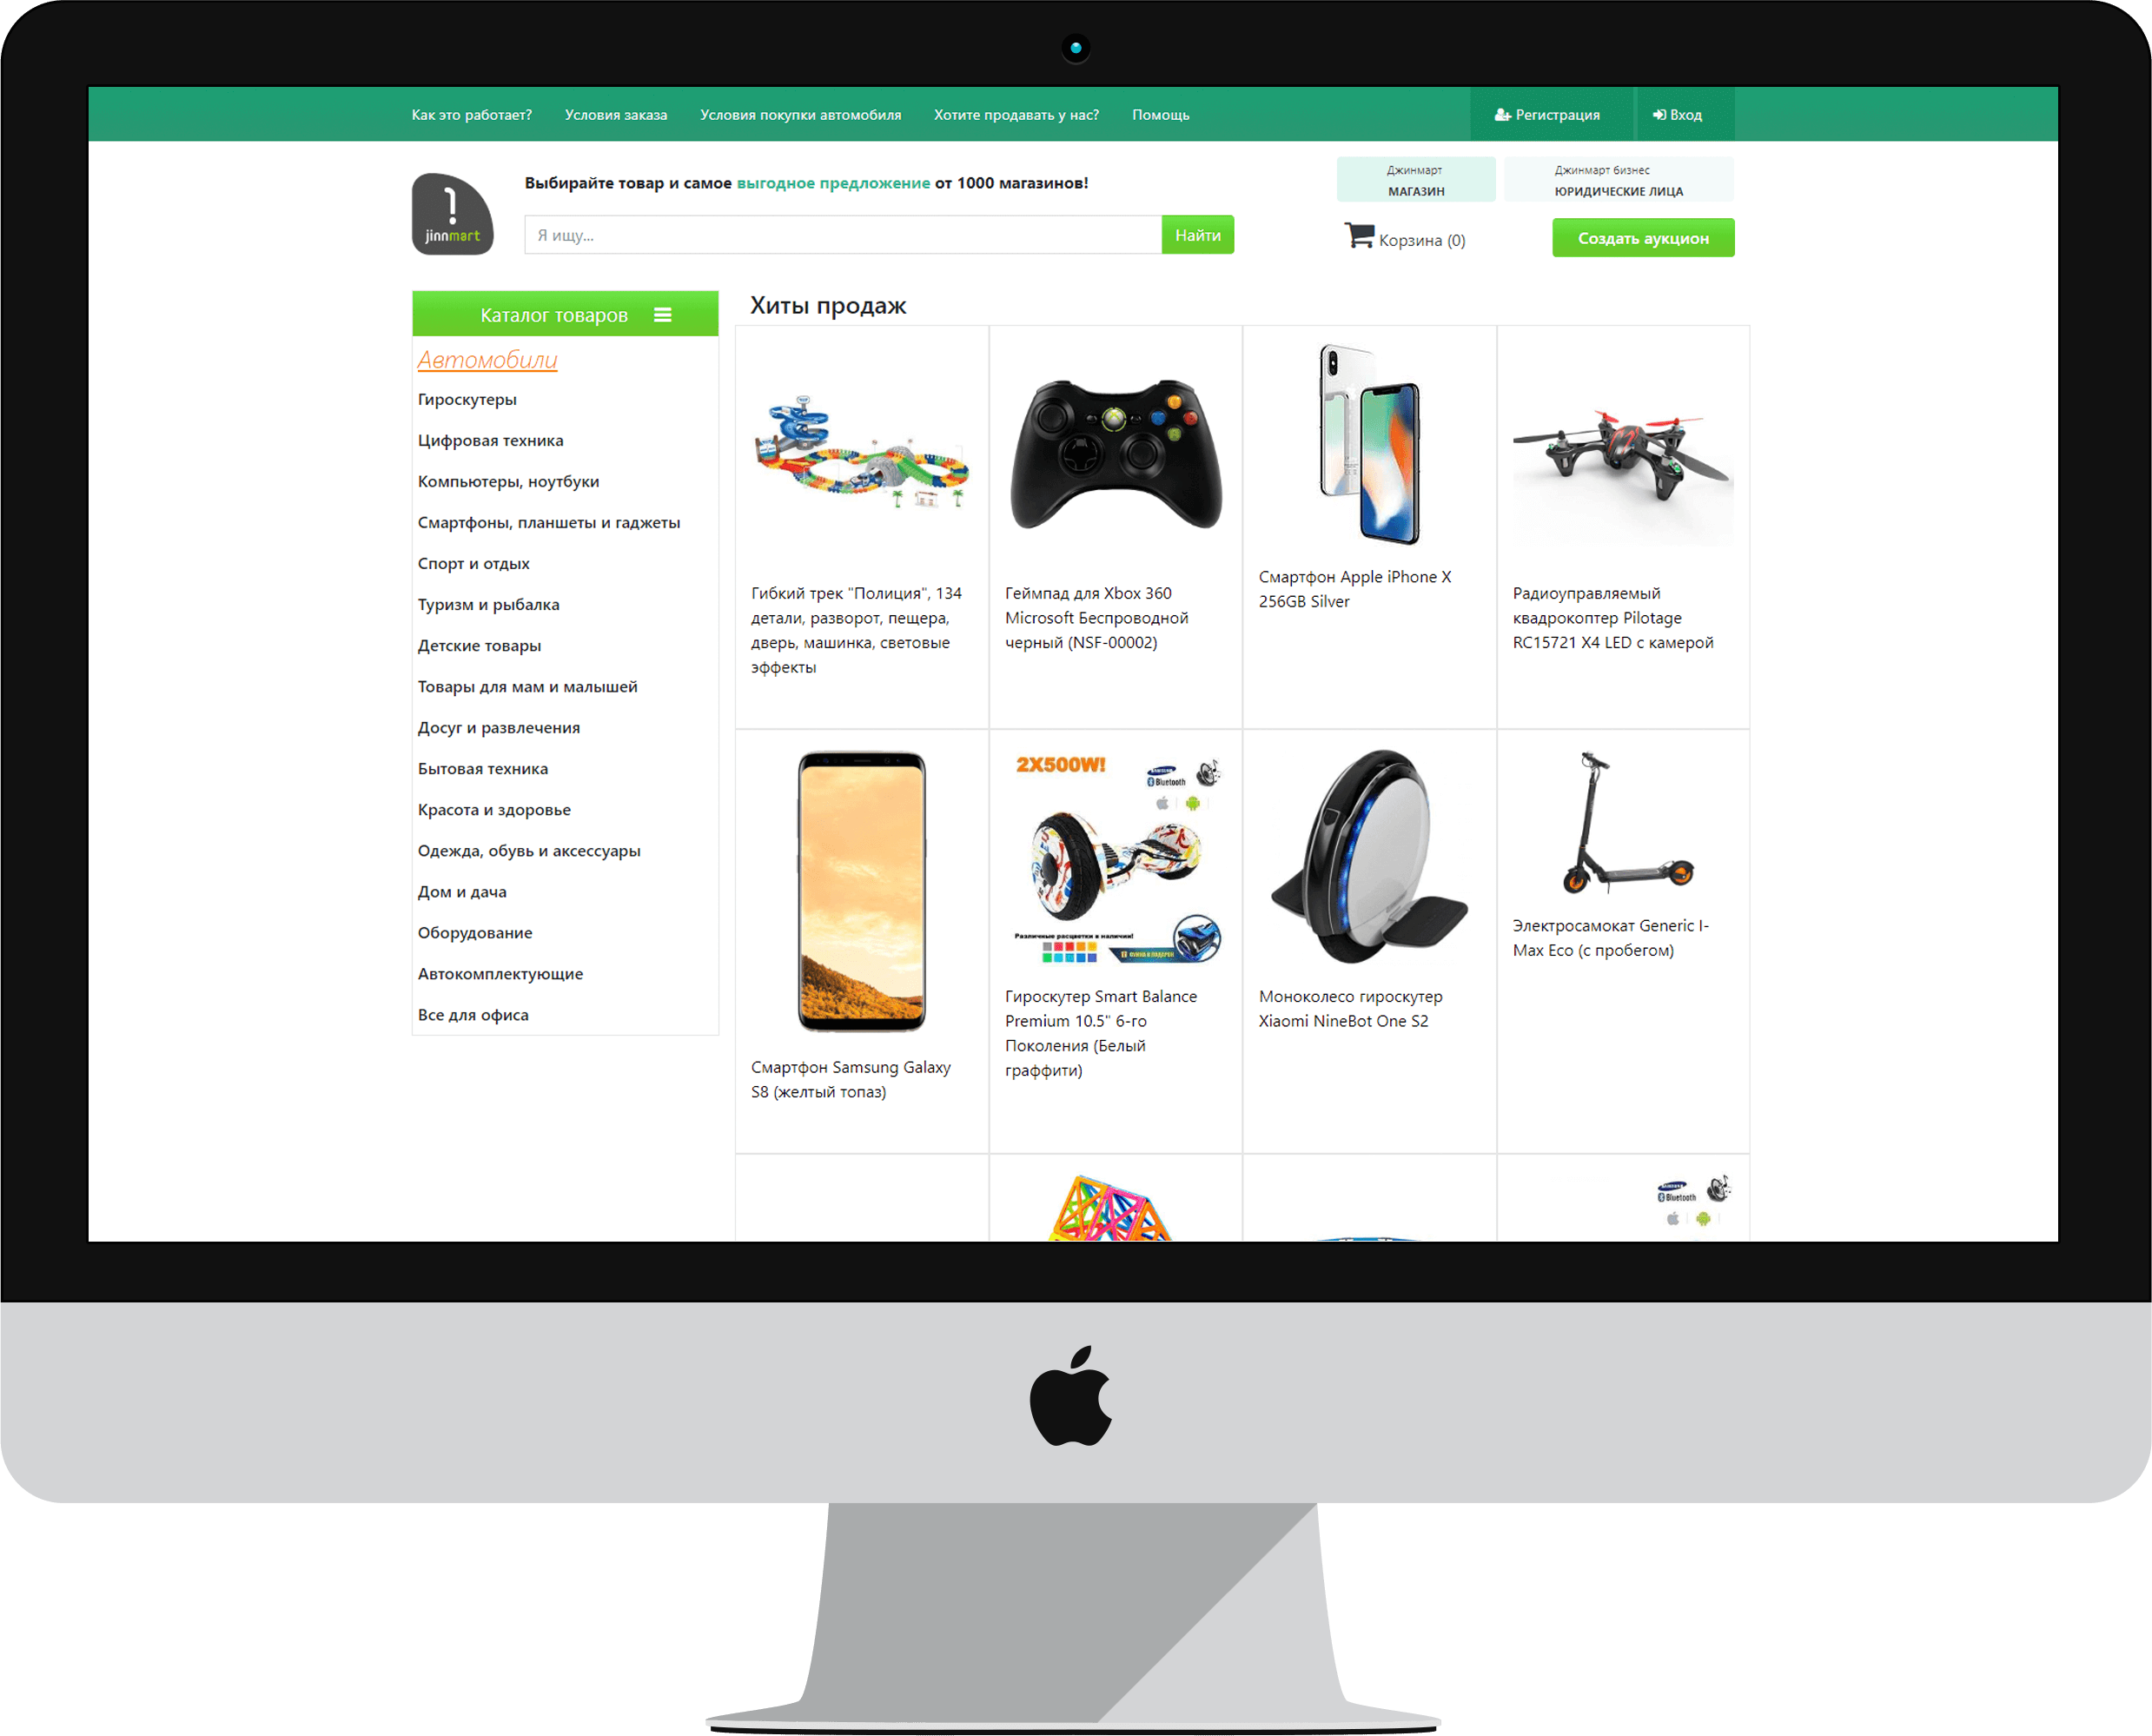 Как это работает?
Условия заказа
Условия покупки автомобиля
Хотите продавать у нас?
Помощь
Регистрация
Вход
jinnmart
Выбирайте товар и самое выгодное предложение от 1000 магазинов!
Я ищу...
Найти
Джинмарт
МАГАЗИН
Джинмарт бизнес
ЮРИДИЧЕСКИЕ ЛИЦА
Корзина (0)
Создать аукцион
Каталог товаров
Автомобили
Гироскутеры
Цифровая техника
Компьютеры, ноутбуки
Смартфоны, планшеты и гаджеты
Спорт и отдых
Туризм и рыбалка
Детские товары
Товары для мам и малышей
Досуг и развлечения
Бытовая техника
Красота и здоровье
Одежда, обувь и аксессуары
Дом и дача
Оборудование
Автокомплектующие
Все для офиса
Хиты продаж
Гибкий трек "Полиция", 134
детали, разворот, пещера,
дверь, машинка, световые
эффекты
Геймпад для Xbox 360
Microsoft Беспроводной
черный (NSF-00002)
Смартфон Apple iPhone X
256GB Silver
Радиоуправляемый
квадрокоптер Pilotage
RC15721 X4 LED с камерой
Смартфон Samsung Galaxy
S8 (желтый топаз)
2X500W!
SAMSUNG
Bluetooth
Различные расцветки в наличии!
Гироскутер Smart Balance
Premium 10.5" 6-го
Поколения (Белый
граффити)
Моноколесо гироскутер
Xiaomi NineBot One S2
Электросамокат Generic I-
Max Eco (с пробегом)
SAMSUNG
Bluetooth